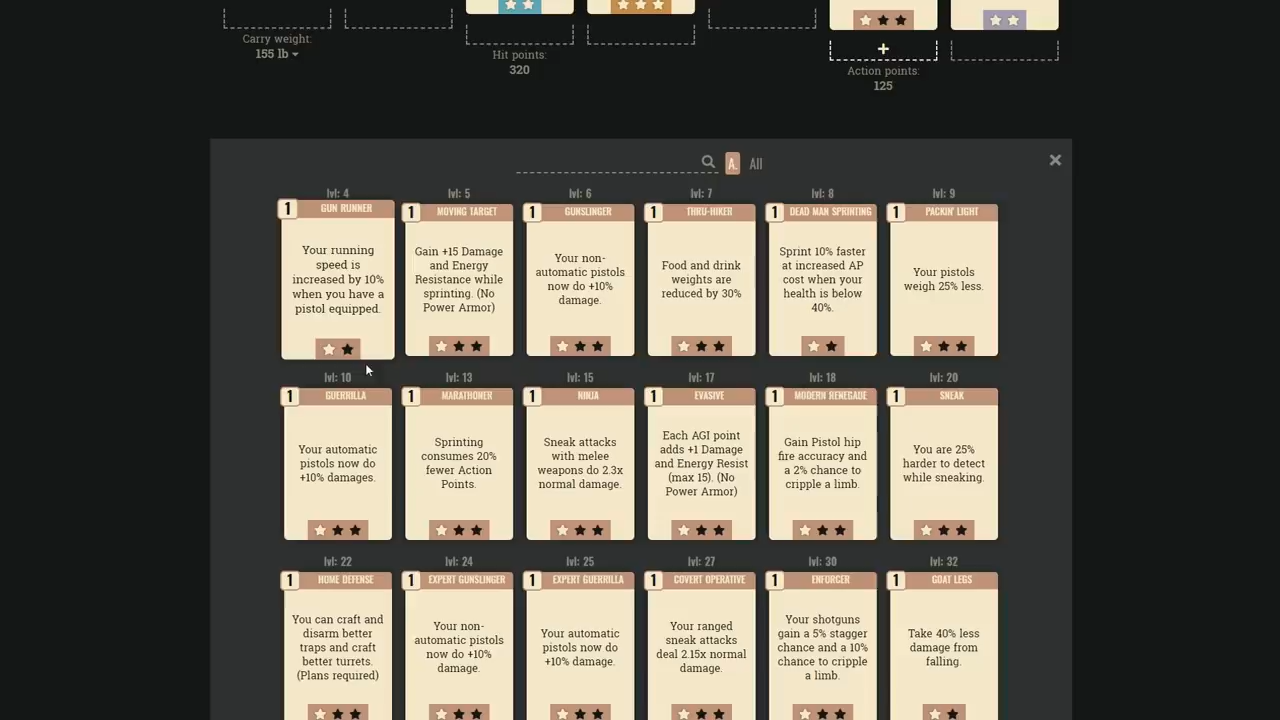 Carry weight:
155 lb
Hit points:
320
+
Action points:
125
A.
All
lvl: 4
lvl: 5
lvl: 6
lvl: 7
lvl: 8
lvl: 9
1 GUN RUNNER
Your running
speed is
increased by 10%
when you have a
pistol equipped.
1 MOVING TARGET
Gain +15 Damage
and Energy
Resistance while
sprinting. (No
Power Armor)
1 GUNSLINGER
Your non-
automatic pistols
now do +10%
damage.
1 THRU-HIKER
Food and drink
weights are
reduced by 30%
1 DEAD MAN SPRINTING
Sprint 10% faster
at increased AP
cost when your
health is below
40%.
1 PACKIN' LIGHT
Your pistols
weigh 25% less.
lvl: 10
lvl: 13
lvl: 15
lvl: 17
lvl: 18
lvl: 20
1 GUERRILLA
Your automatic
pistols now do
+10% damages.
1 MARATHONER
Sprinting
consumes 20%
fewer Action
Points.
1 NINJA
Sneak attacks
with melee
weapons do 2.3x
normal damage.
1 EVASIVE
Each AGI point
adds +1 Damage
and Energy Resist
(max 15). (No
Power Armor)
1 MODERN RENEGADE
Gain Pistol hip
fire accuracy and
a 2% chance to
cripple a limb.
1 SNEAK
You are 25%
harder to detect
while sneaking.
lvl: 22
lvl: 24
lvl: 25
lvl: 27
lvl: 30
lvl: 32
1 HOME DEFENSE
You can craft and
disarm better
traps and craft
better turrets.
(Plans required)
1 EXPERT GUNSLINGER
Your non-
automatic pistols
now do +10%
damage.
1 EXPERT GUERRILLA
Your automatic
pistols now do
+10% damage.
1 COVERT OPERATIVE
Your ranged
sneak attacks
deal 2.15x normal
damage.
1 ENFORCER
Your shotguns
gain a 5% stagger
chance and a 10%
chance to cripple
a limb.
1 GOAT LEGS
Take 40% less
damage from
falling.